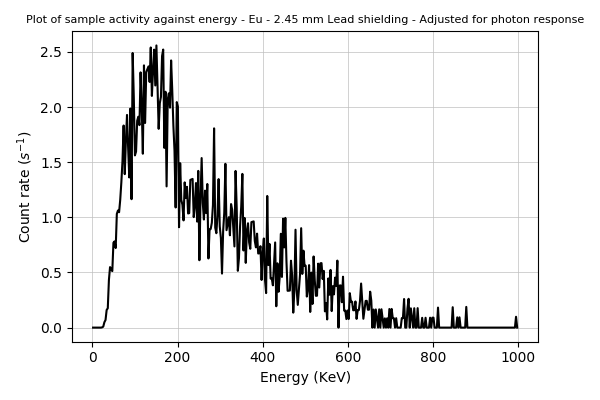 Plot of sample activity against energy - Eu - 2.45 mm Lead shielding - Adjusted for photon response
2.5
2.0
1.5
1.0
0.5
0.0
Count rate (s⁻¹)
0 200 400 600 800 1000
Energy (KeV)